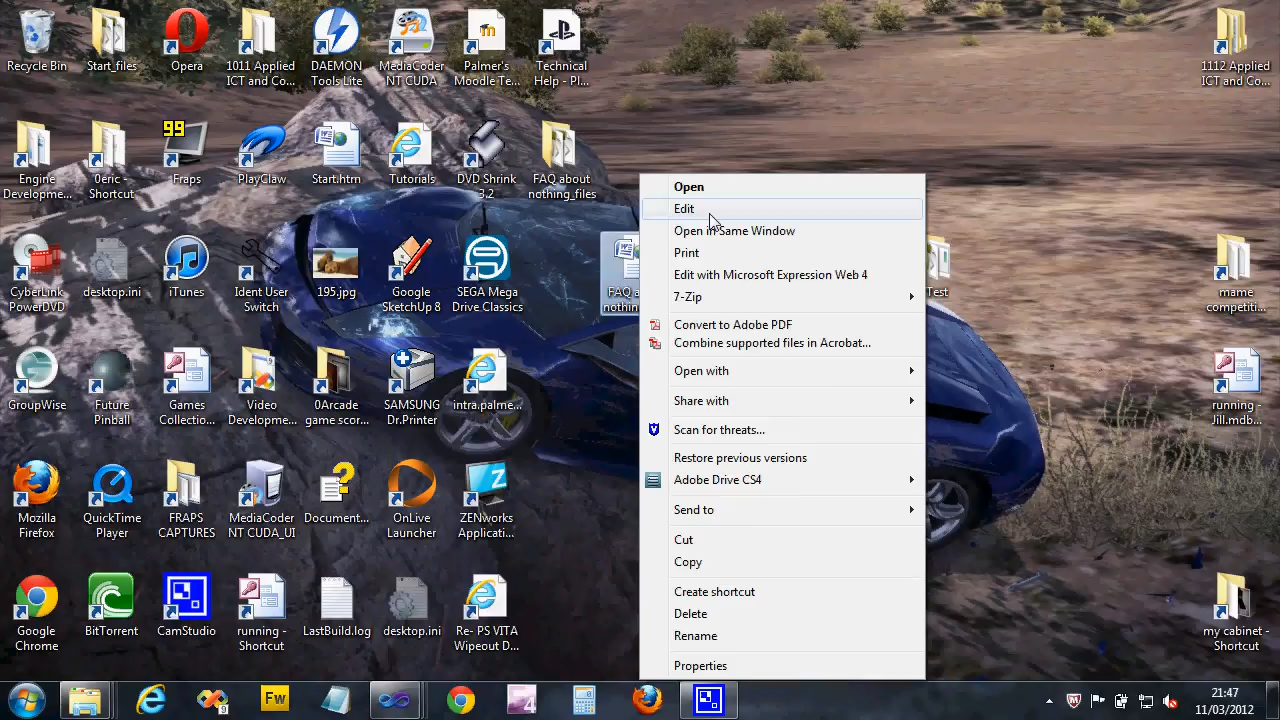 Recycle Bin
Start_files
Opera
1011 Applied
ICT and Co...
DAEMON
Tools Lite
MediaCoder
NT CUDA
Palmer's
Moodle Te...
Technical
Help - Pl...
1112 Applied
ICT and Co...
Engine
Developme...
0eric -
Shortcut
99
Fraps
PlayClaw
Start.htm
Tutorials
DVD Shrink
3.2
FAQ about
nothing_files
CyberLink
PowerDVD
desktop.ini
iTunes
Ident User
Switch
195.jpg
Google
SketchUp 8
SEGA Mega
Drive Classics
FAQ a
nothin
Test
mame
competiti...
GroupWise
Future
Pinball
Games
Collectio...
Video
Developme...
0Arcade
game scor...
SAMSUNG
Dr.Printer
intra.palme...
running -
Jill.mdb...
Mozilla
Firefox
QuickTime
Player
FRAPS
CAPTURES
MediaCoder
NT CUDA_UI
Document...
OnLive
Launcher
ZENworks
Applicati...
Google
Chrome
BitTorrent
CamStudio
running -
Shortcut
LastBuild.log
desktop.ini
Re- PS VITA
Wipeout D...
my cabinet -
Shortcut
Open
Edit
Open in Same Window
Print
Edit with Microsoft Expression Web 4
7-Zip
Convert to Adobe PDF
Combine supported files in Acrobat...
Open with
Share with
Scan for threats...
Restore previous versions
Adobe Drive CS4
Send to
Cut
Copy
Create shortcut
Delete
Rename
Properties
Fw
4
21:47
11/03/2012